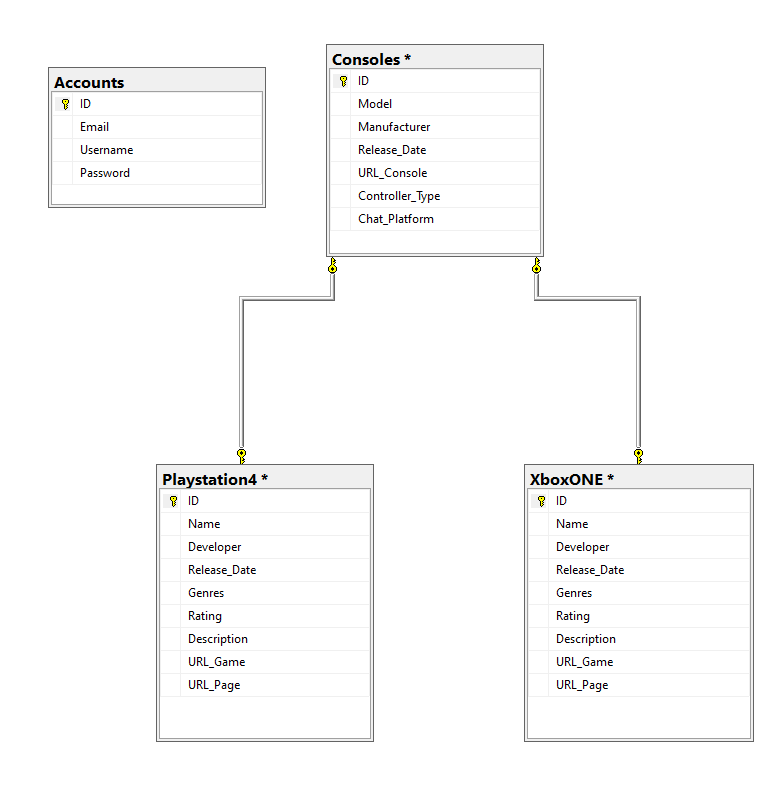 Accounts
ID
Email
Username
Password
Consoles *
ID
Model
Manufacturer
Release_Date
URL_Console
Controller_Type
Chat_Platform
Playstation4 *
ID
Name
Developer
Release_Date
Genres
Rating
Description
URL_Game
URL_Page
XboxONE *
ID
Name
Developer
Release_Date
Genres
Rating
Description
URL_Game
URL_Page